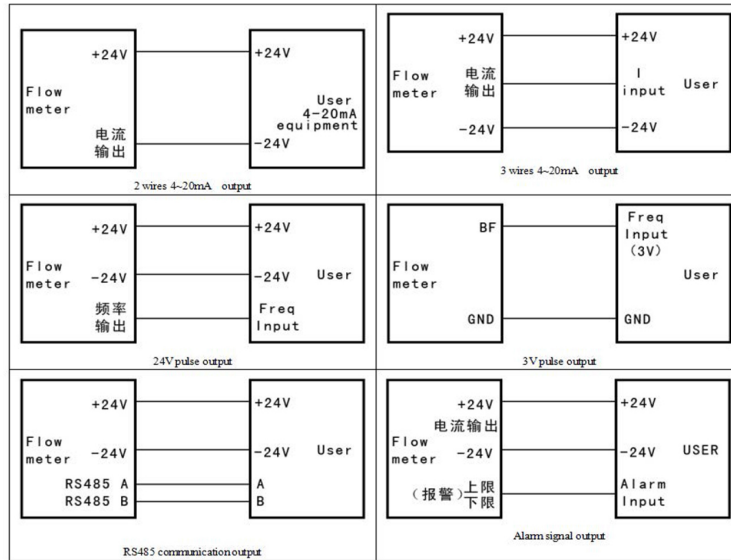 +24V
+24V
Flow
meter
User
4-20mA
equipment
电流
输出
-24V
2 wires 4~20mA output
+24V
+24V
Flow
meter
电流
输出
I
input
User
-24V
-24V
3 wires 4~20mA output
+24V
+24V
Flow
meter
-24V
-24V
User
频率
输出
Freq
Input
24V pulse output
BF
Freq
Input
(3V)
Flow
meter
User
GND
GND
3V pulse output
+24V
+24V
Flow
meter
-24V
-24V
User
RS485 A
A
RS485 B
B
RS485 communication output
+24V
+24V
电流输出
Flow
meter
-24V
-24V
USER
(报警)上限
下限
Alarm
Input
Alarm signal output